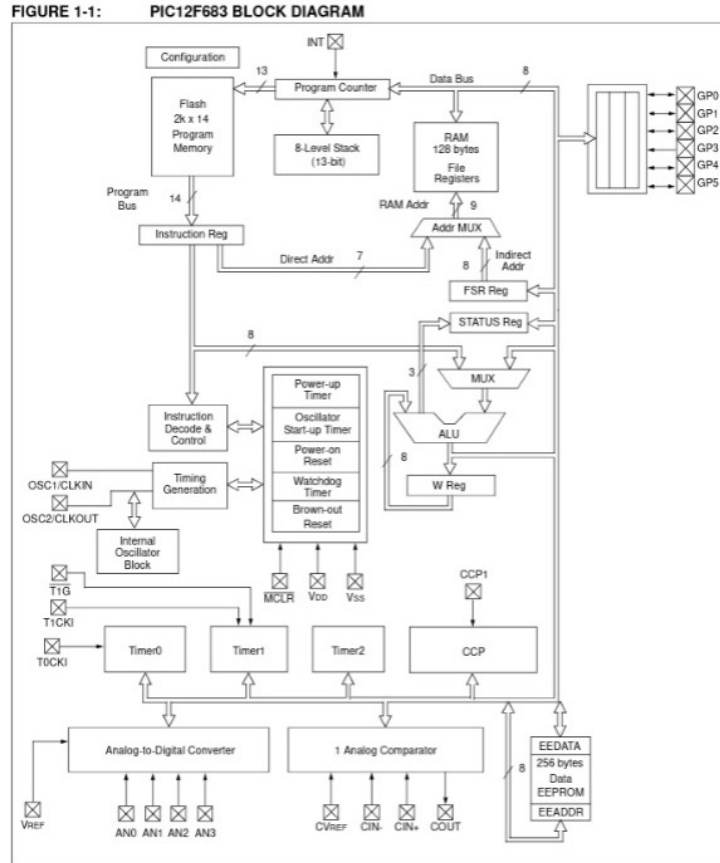 FIGURE 1-1: PIC12F683 BLOCK DIAGRAM
INT
Configuration
13
Program Counter
Data Bus
8
Flash
2k x 14
Program
Memory
8-Level Stack
(13-bit)
RAM
128 bytes
File
Registers
GP0
GP1
GP2
GP3
GP4
GP5
Program
Bus
14
RAM Addr
9
Addr MUX
Instruction Reg
Direct Addr
7
8
Indirect
Addr
FSR Reg
STATUS Reg
8
3
MUX
Power-up
Timer
Instruction
Decode &
Control
Oscillator
Start-up Timer
ALU
Power-on
Reset
8
OSC1/CLKIN
Timing
Generation
Watchdog
Timer
W Reg
OSC2/CLKOUT
Brown-out
Reset
Internal
Oscillator
Block
T1G
MCLR
VDD
VSS
CCP1
T1CKI
T0CKI
Timer0
Timer1
Timer2
CCP
Analog-to-Digital Converter
1 Analog Comparator
EEDATA
8
256 bytes
Data
EEPROM
EEADDR
VREF
AN0
AN1
AN2
AN3
CVREF
CIN-
CIN+
COUT